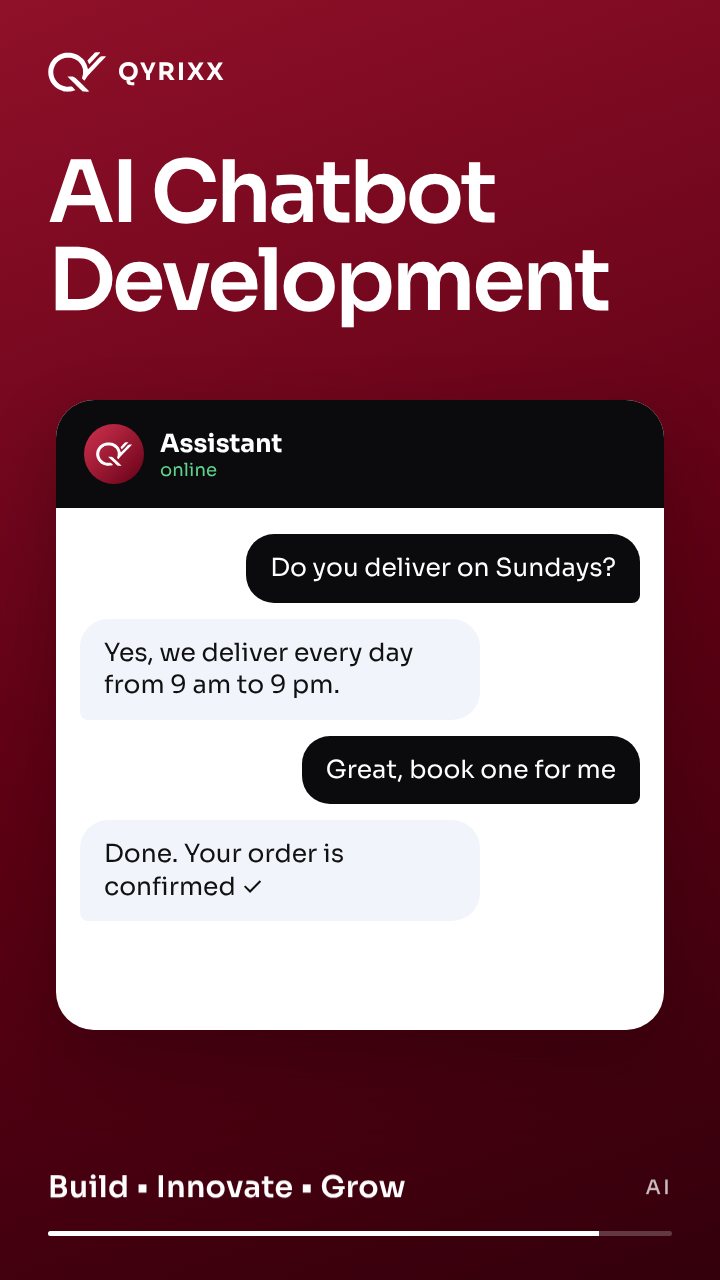 QYRIXX
AI Chatbot
Development
Assistant
online
Do you deliver on Sundays?
Yes, we deliver every day
from 9 am to 9 pm.
Great, book one for me
Done. Your order is
confirmed ✓
Build ▪ Innovate ▪ Grow
AI